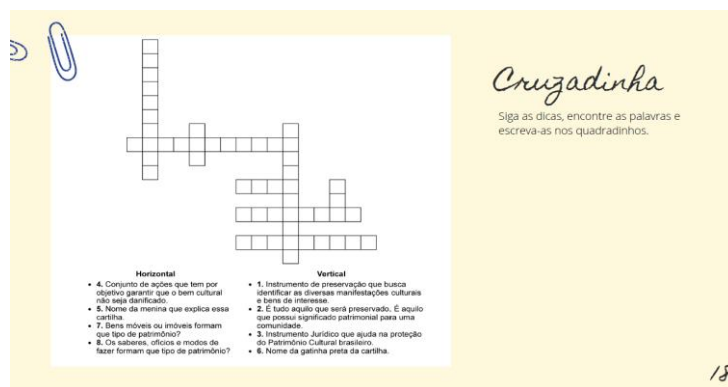 Cruzadinha
Siga as dicas, encontre as palavras e
escreva-as nos quadradinhos.
Horizontal
4. Conjunto de ações que tem por
objetivo garantir que o bem cultural
não seja danificado.
5. Nome da menina que explica essa
cartilha.
7. Bens móveis ou imóveis formam
que tipo de patrimônio?
8. Os saberes, ofícios e modos de
fazer formam que tipo de patrimônio?
Vertical
1. Instrumento de preservação que busca
identificar as diversas manifestações culturais
e bens de interesse.
2. É tudo aquilo que será preservado, É aquilo
que possui significado patrimonial para uma
comunidade.
3. Instrumento Jurídico que ajuda na proteção
do Patrimônio Cultural brasileiro.
6. Nome da gatinha preta da cartilha.
18